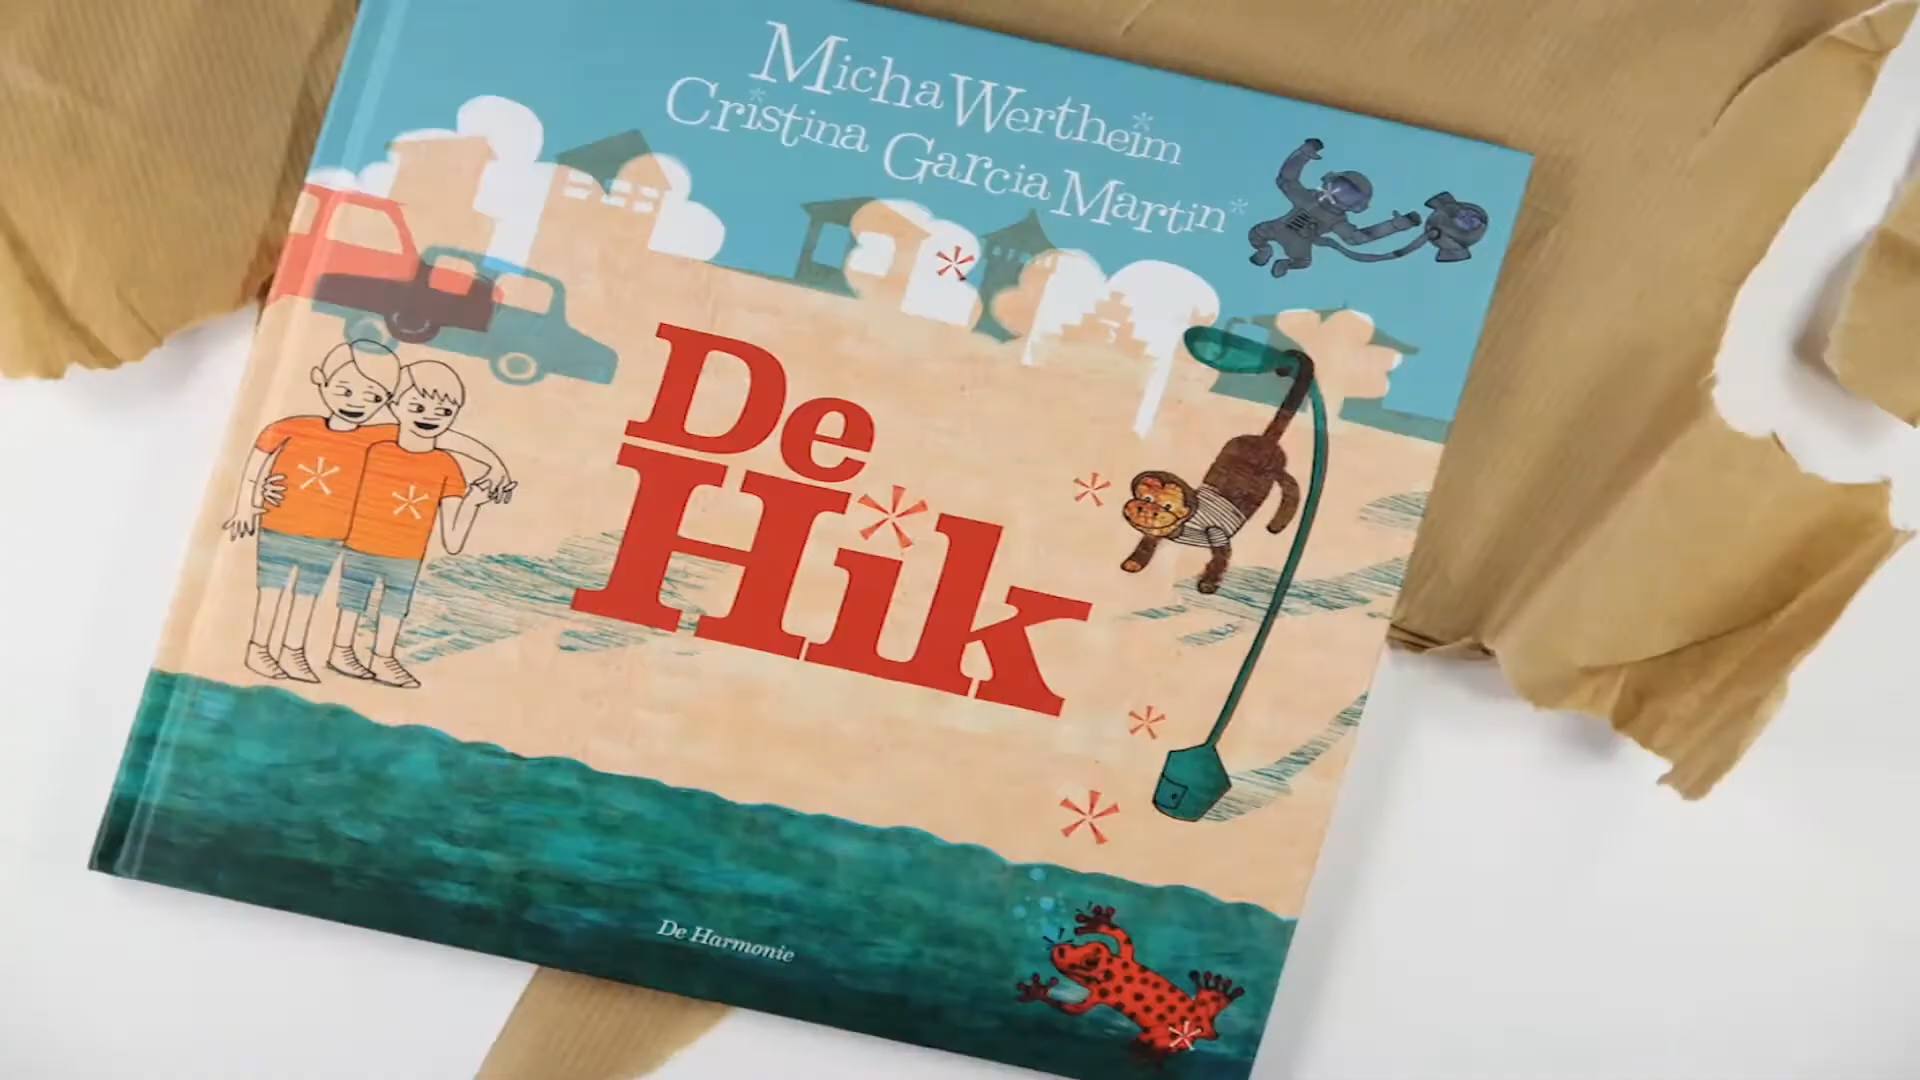 Micha Wertheim
Cristina Garcia Martin
De
Hik
De Harmonie